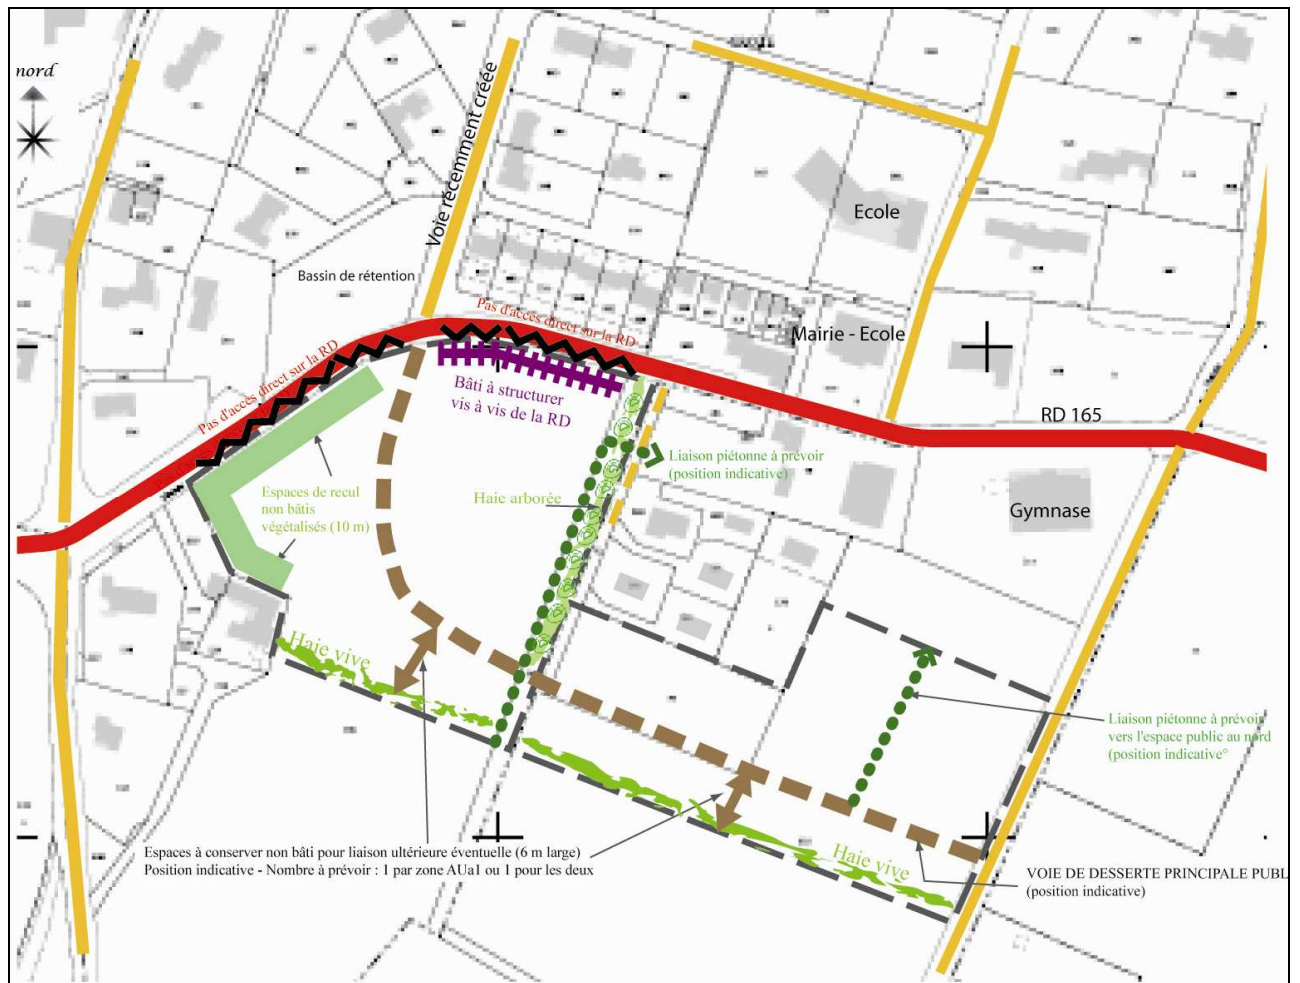 nord
Voie récemment créée
Ecole
Bassin de rétention
Pas d'accès direct sur la RD
Mairie - Ecole
Pas d'accès direct sur la RD
Bâti à structurer
vis à vis de la RD
RD 165
Liaison piétonne à prévoir
(position indicative)
Espaces de recul
non bâtis
végétalisés (10 m)
Haie arborée
Gymnase
Haie vive
Liaison piétonne à prévoir
vers l'espace public au nord
(position indicative°
Espaces à conserver non bâti pour liaison ultérieure éventuelle (6 m large)
Position indicative - Nombre à prévoir : 1 par zone AUa1 ou 1 pour les deux
Haie vive
VOIE DE DESSERTE PRINCIPALE PUBL
(position indicative)